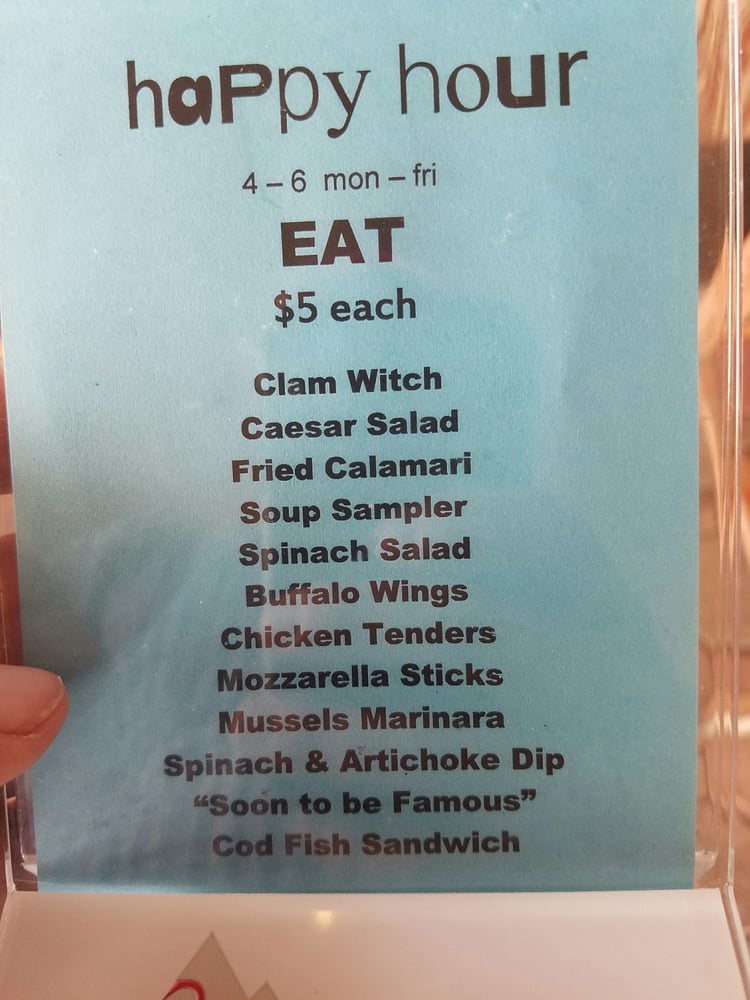 haPpy hour
4 – 6 mon – fri
EAT
$5 each
Clam Witch
Caesar Salad
Fried Calamari
Soup Sampler
Spinach Salad
Buffalo Wings
Chicken Tenders
Mozzarella Sticks
Mussels Marinara
Spinach & Artichoke Dip
“Soon to be Famous”
Cod Fish Sandwich